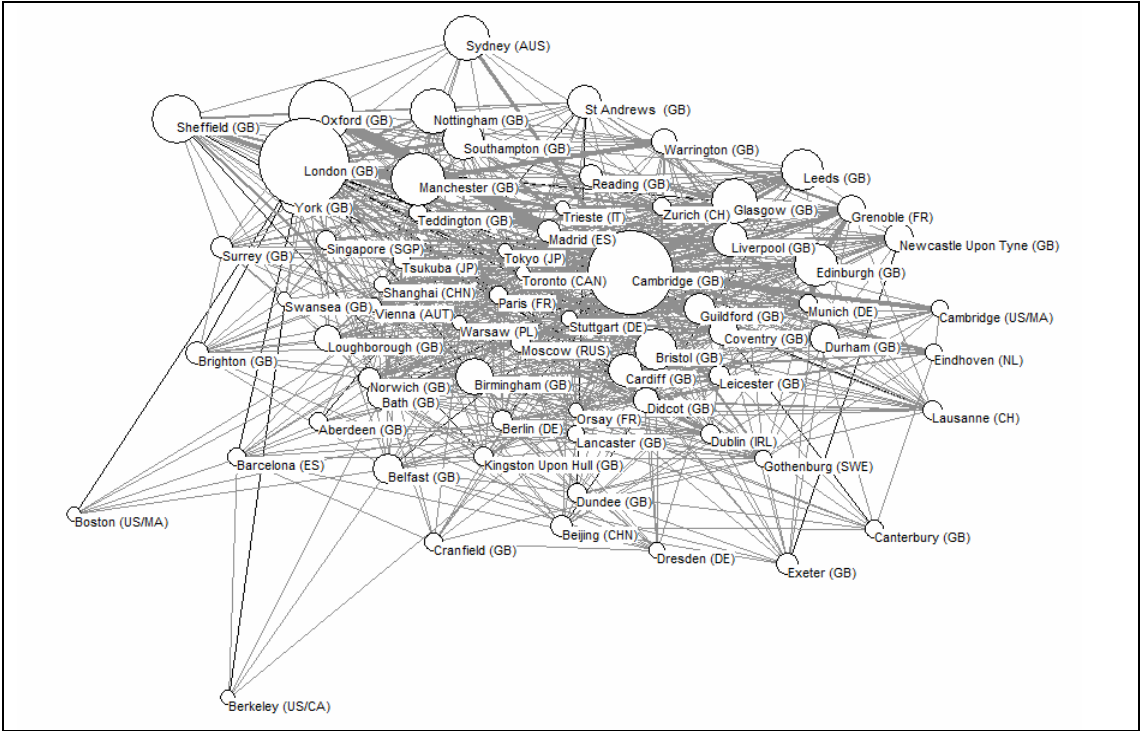 Sydney (AUS)
St Andrews  (GB)
Oxford (GB)
Nottingham (GB)
Sheffield (GB)
Southampton (GB)
Warrington (GB)
London (GB)
Leeds (GB)
Manchester (GB)
Reading (GB)
York (GB)
Teddington (GB)
Trieste (IT)
Zurich (CH)
Glasgow (GB)
Grenoble (FR)
Madrid (ES)
Singapore (SGP)
Surrey (GB)
Liverpool (GB)
Newcastle Upon Tyne (GB)
Tokyo (JP)
Tsukuba (JP)
Edinburgh (GB)
Toronto (CAN)
Cambridge (GB)
Shanghai (CHN)
Paris (FR)
Swansea (GB)
Vienna (AUT)
Guildford (GB)
Munich (DE)
Cambridge (US/MA)
Stuttgart (DE)
Warsaw (PL)
Coventry (GB)
Loughborough (GB)
Durham (GB)
Moscow (RUS)
Bristol (GB)
Brighton (GB)
Eindhoven (NL)
Cardiff (GB)
Norwich (GB)
Birmingham (GB)
Leicester (GB)
Bath (GB)
Didcot (GB)
Orsay (FR)
Lausanne (CH)
Aberdeen (GB)
Berlin (DE)
Lancaster (GB)
Dublin (IRL)
Barcelona (ES)
Kingston Upon Hull (GB)
Gothenburg (SWE)
Belfast (GB)
Dundee (GB)
Boston (US/MA)
Beijing (CHN)
Canterbury (GB)
Cranfield (GB)
Dresden (DE)
Exeter (GB)
Berkeley (US/CA)